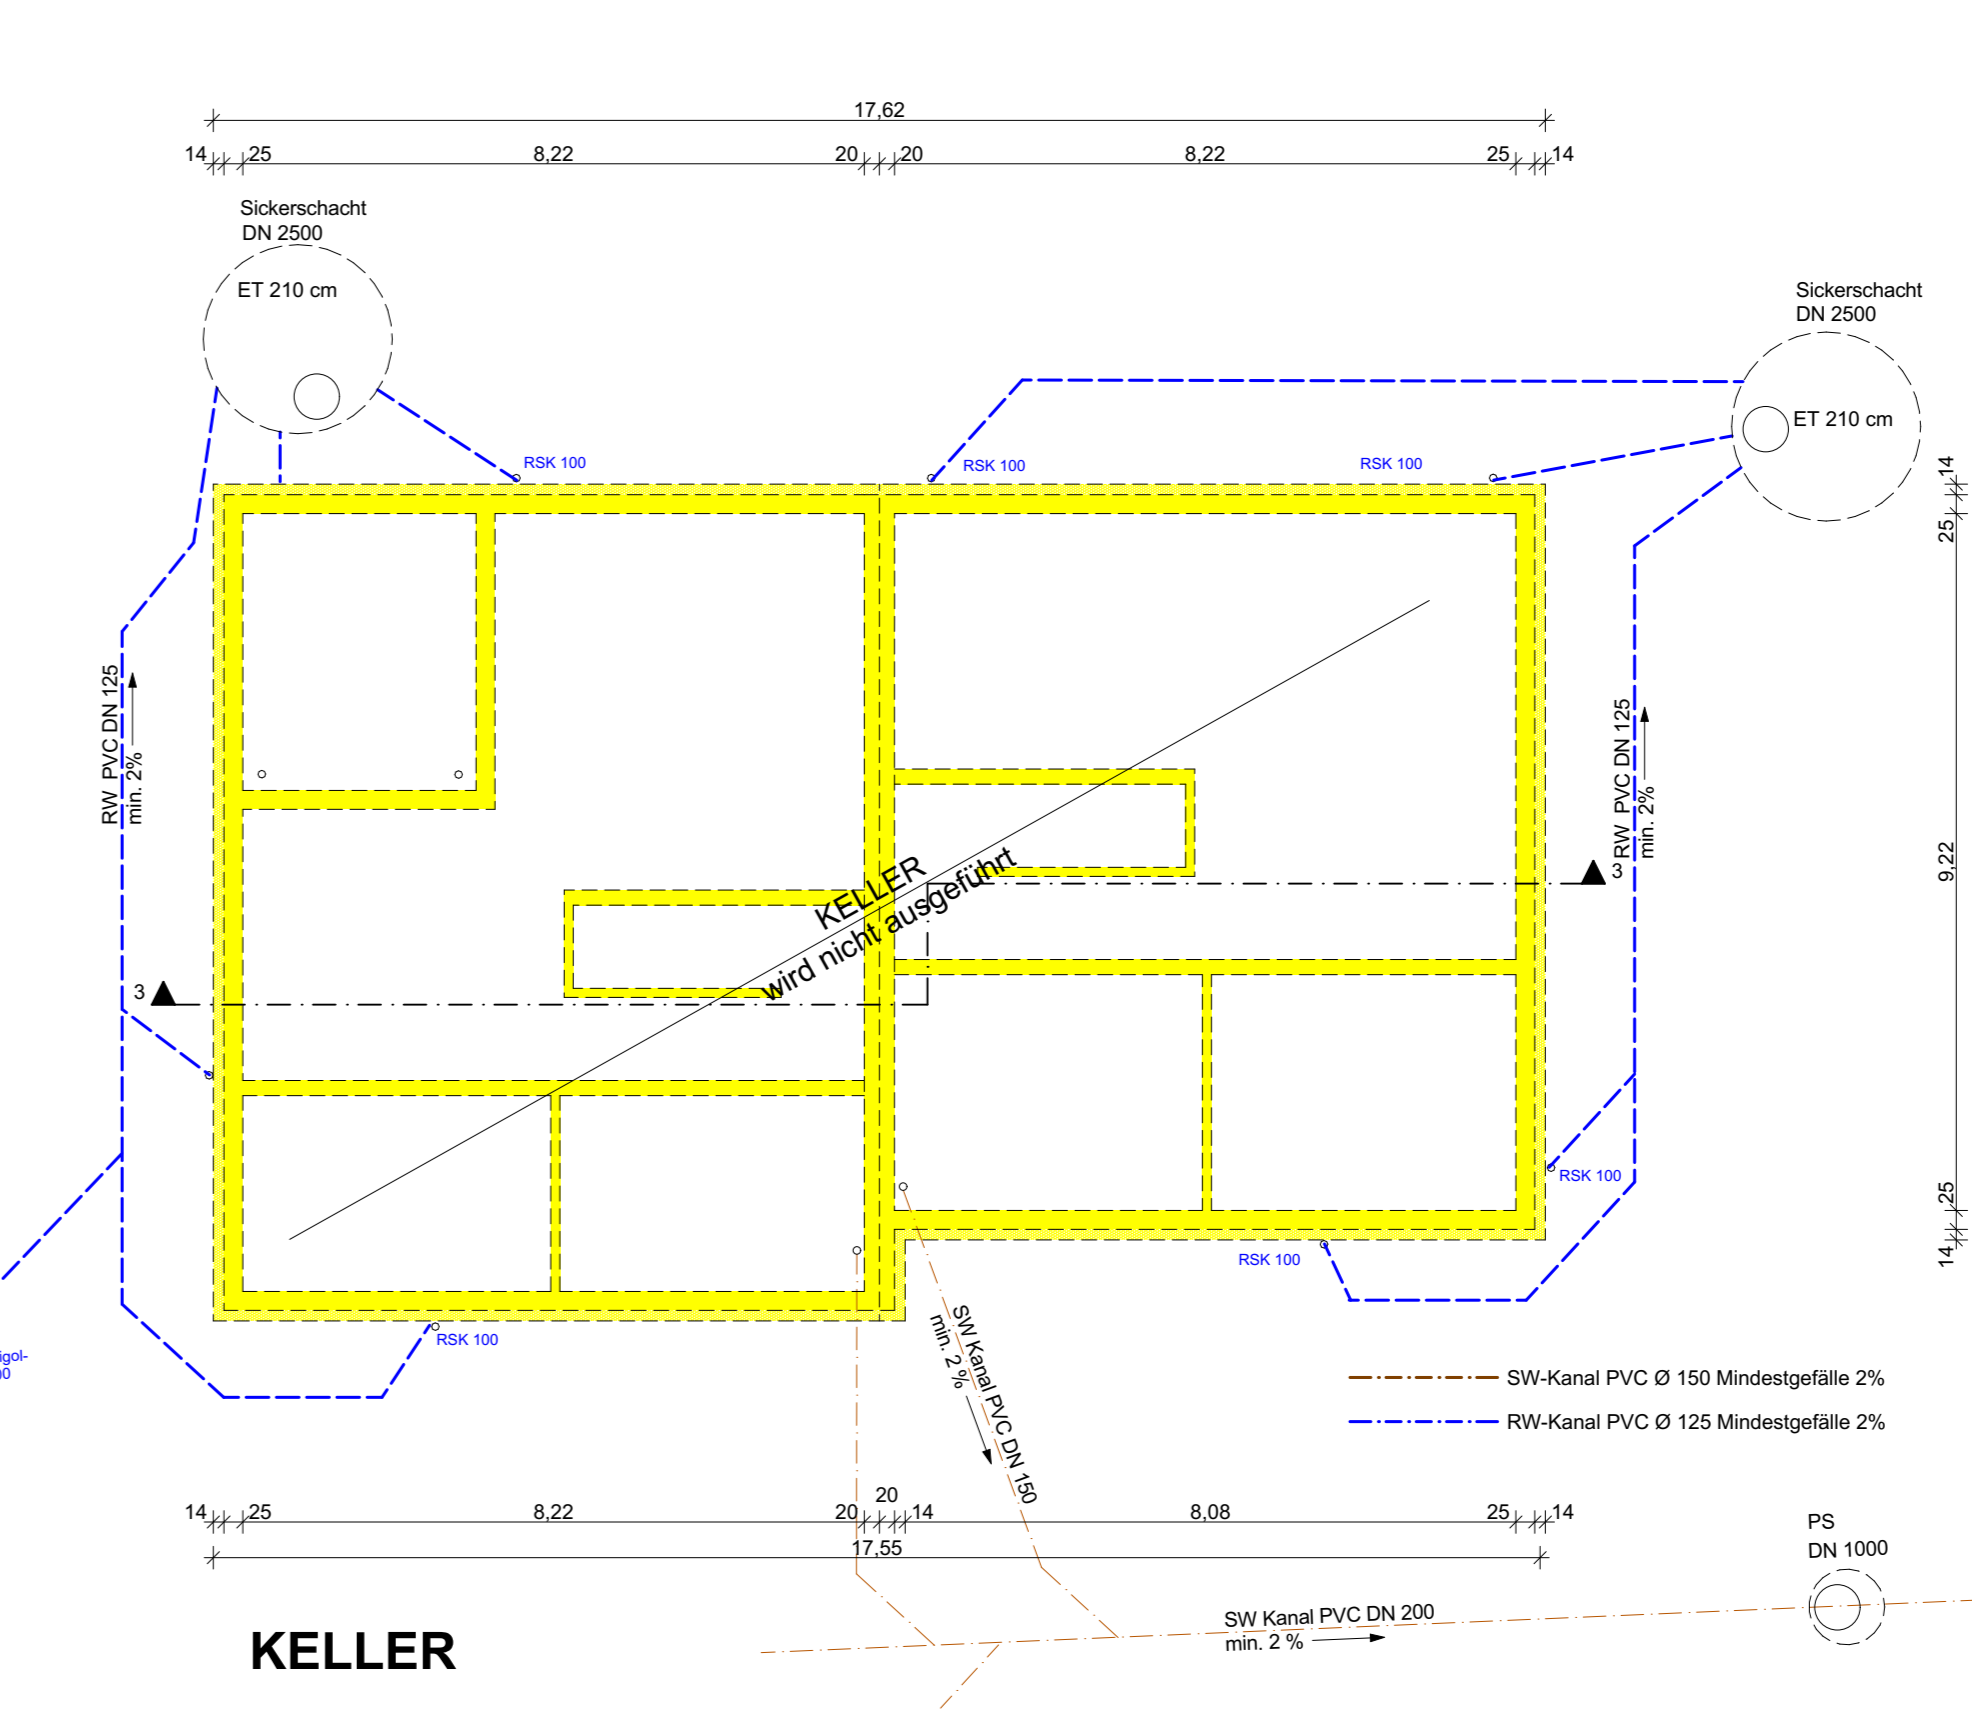 17,62
14 25 8,22 20 20 8,22 25 14
Sickerschacht
DN 2500
ET 210 cm
Sickerschacht
DN 2500
ET 210 cm
RSK 100
RSK 100
RSK 100
14
25
9,22
25
14
RW PVC DN 125
min. 2%
RW PVC DN 125
min. 2%
KELLER
wird nicht ausgeführt
3
3
RSK 100
RSK 100
RSK 100
igol-
SW Kanal PVC DN 150
min. 2 %
SW-Kanal PVC Ø 150 Mindestgefälle 2%
RW-Kanal PVC Ø 125 Mindestgefälle 2%
14 25 8,22 20 20 14 8,08 25 14
17,55
PS
DN 1000
SW Kanal PVC DN 200
min. 2 %
KELLER